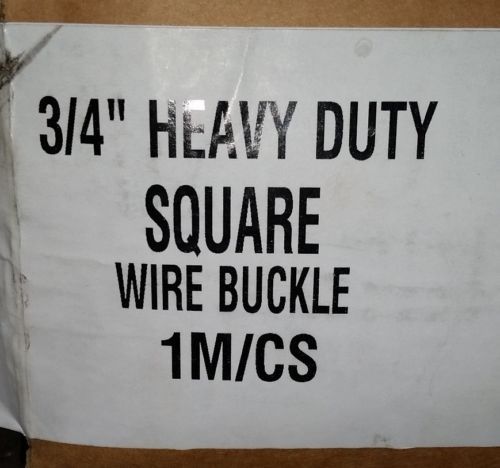 3/4" HEAVY DUTY
SQUARE
WIRE BUCKLE
1M/CS